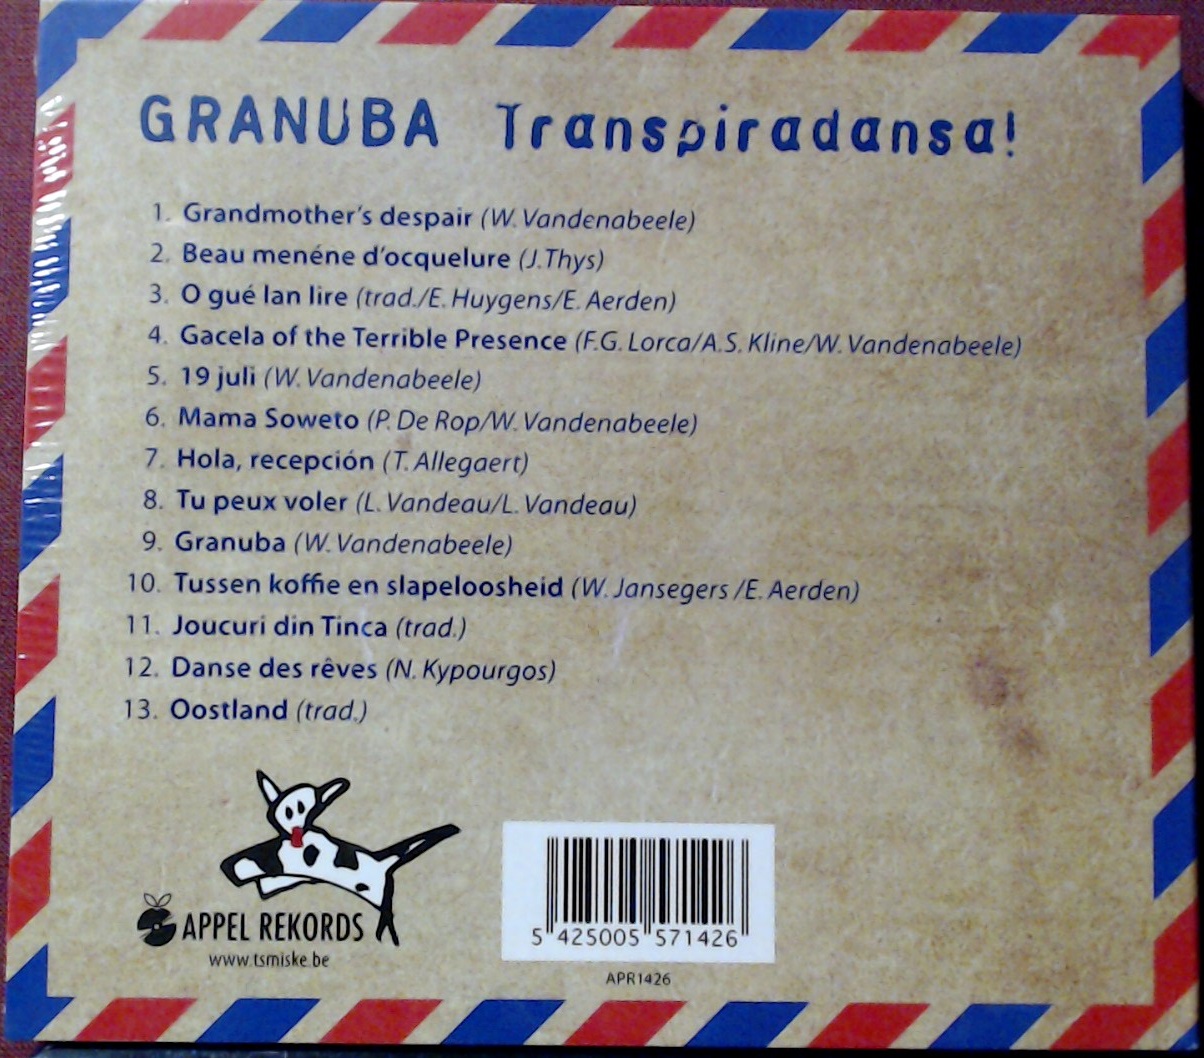 GRANUBA Transpiradansa!
1. Grandmother's despair (W. Vandenabeele)
2. Beau menéne d'ocquelure (J. Thys)
3. O gué lan lire (trad./E. Huygens/E. Aerden)
4. Gacela of the Terrible Presence (F.G. Lorca/A.S. Kline/W. Vandenabeele)
5. 19 juli (W. Vandenabeele)
6. Mama Soweto (P. De Rop/W. Vandenabeele)
7. Hola, recepción (T. Allegaert)
8. Tu peux voler (L. Vandeau/L. Vandeau)
9. Granuba (W. Vandenabeele)
10. Tussen koffie en slapeloosheid (W. Jansegers /E. Aerden)
11. Joucuri din Tinca (trad.)
12. Danse des rêves (N. Kypourgos)
13. Oostland (trad.)
APPEL REKORDS
www.tsmiske.be
5 425005 571426
APR1426